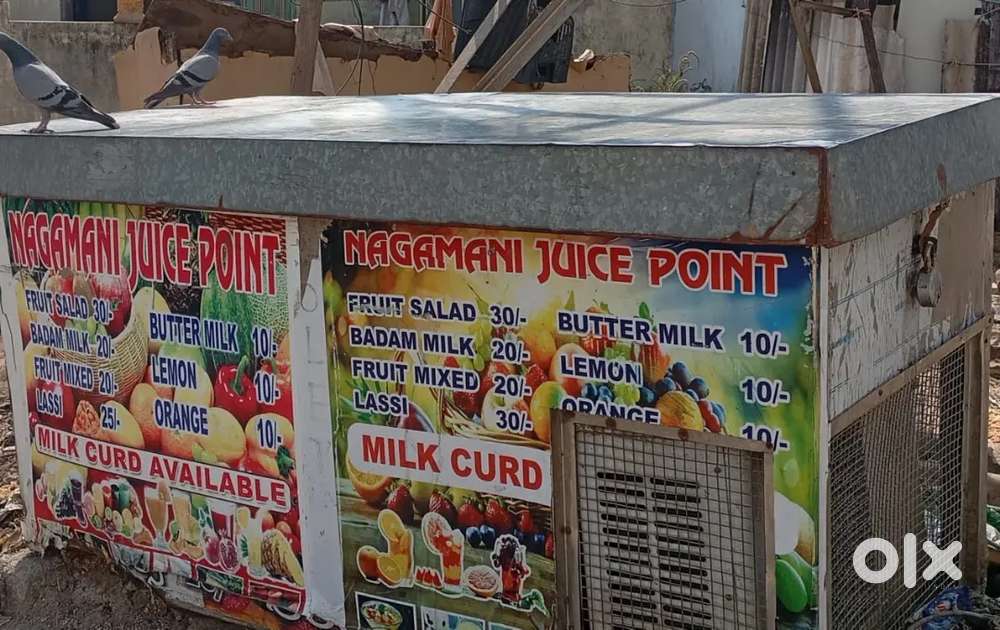 NAGAMANI JUICE POINT
FRUIT SALAD 30/-
BADAM MILK 20/-
FRUIT MIXED 20/-
LASSI 25/-
BUTTER MILK 10/-
LEMON 10/-
ORANGE 10/-
MILK CURD AVAILABLE
NAGAMANI JUICE POINT
FRUIT SALAD 30/-
BADAM MILK 20/-
FRUIT MIXED 20/-
LASSI 30/-
BUTTER MILK 10/-
LEMON 10/-
ORANGE 10/-
MILK CURD
olx